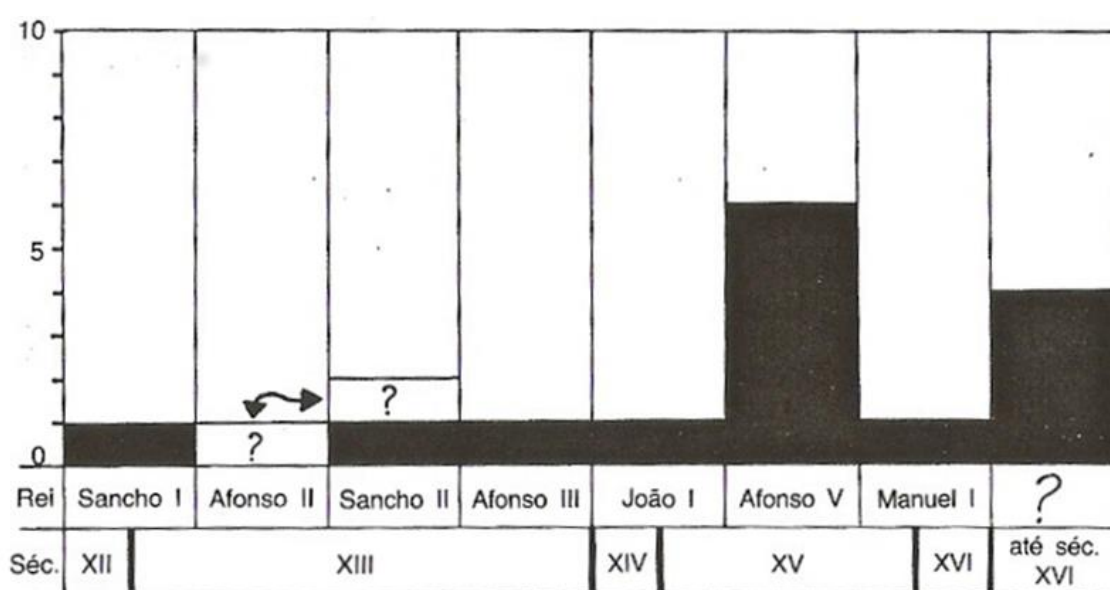 10
5
?
?
0
Rei Sancho I Afonso II Sancho II Afonso III João I Afonso V Manuel I ?
Séc. XII XIII XIV XV XVI até séc.
XVI